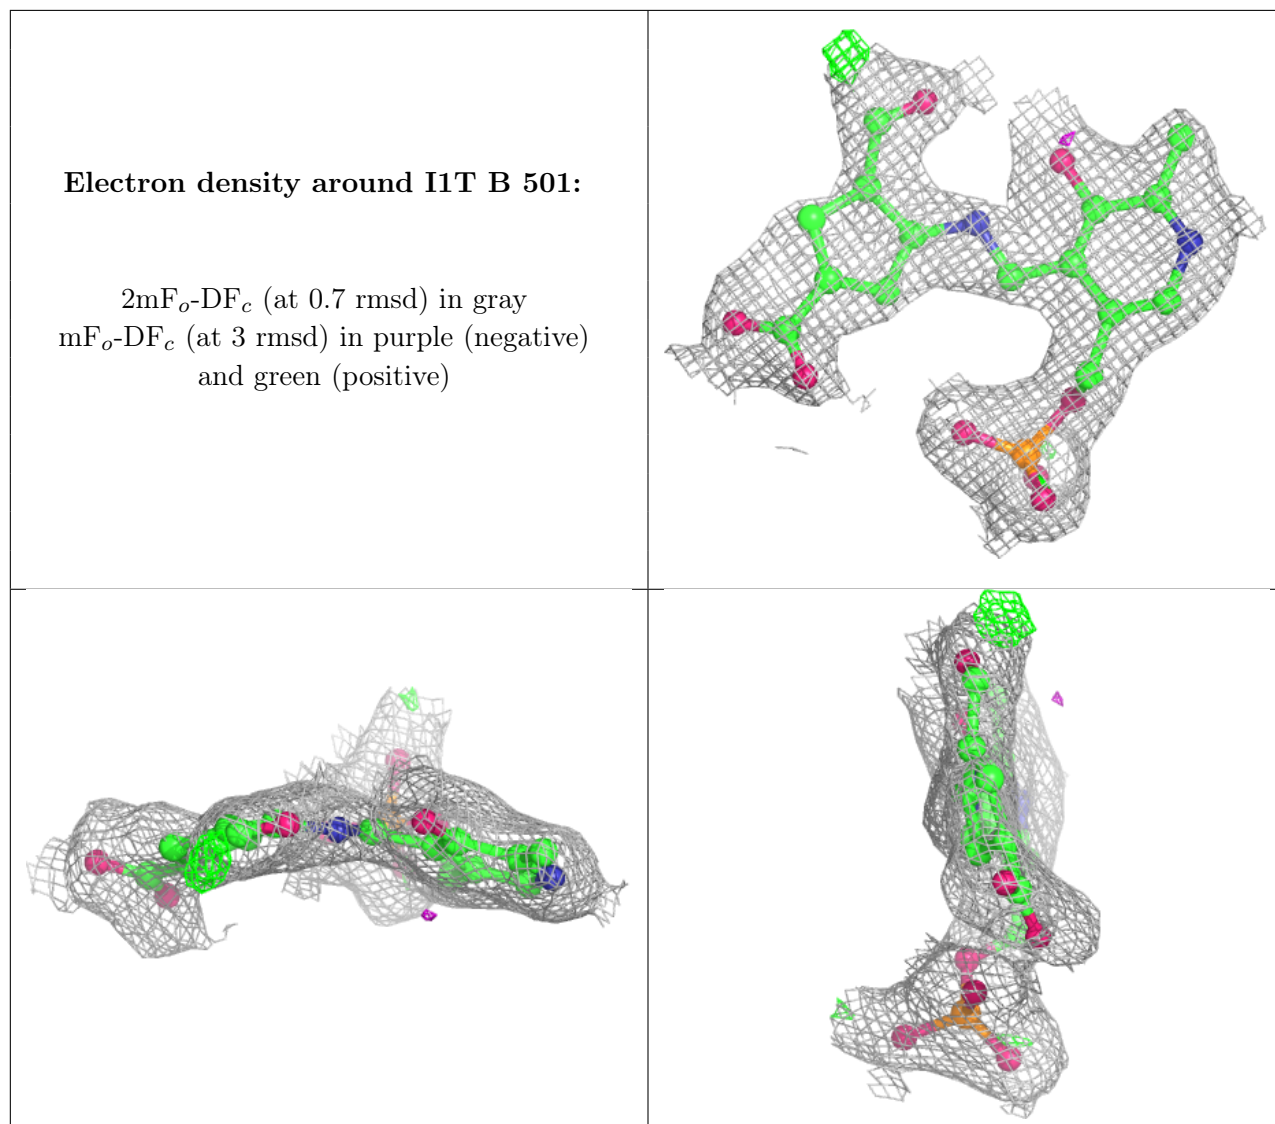 Electron density around I1T B 501:
2mFₒ-DF𝒸 (at 0.7 rmsd) in gray
mFₒ-DF𝒸 (at 3 rmsd) in purple (negative)
and green (positive)